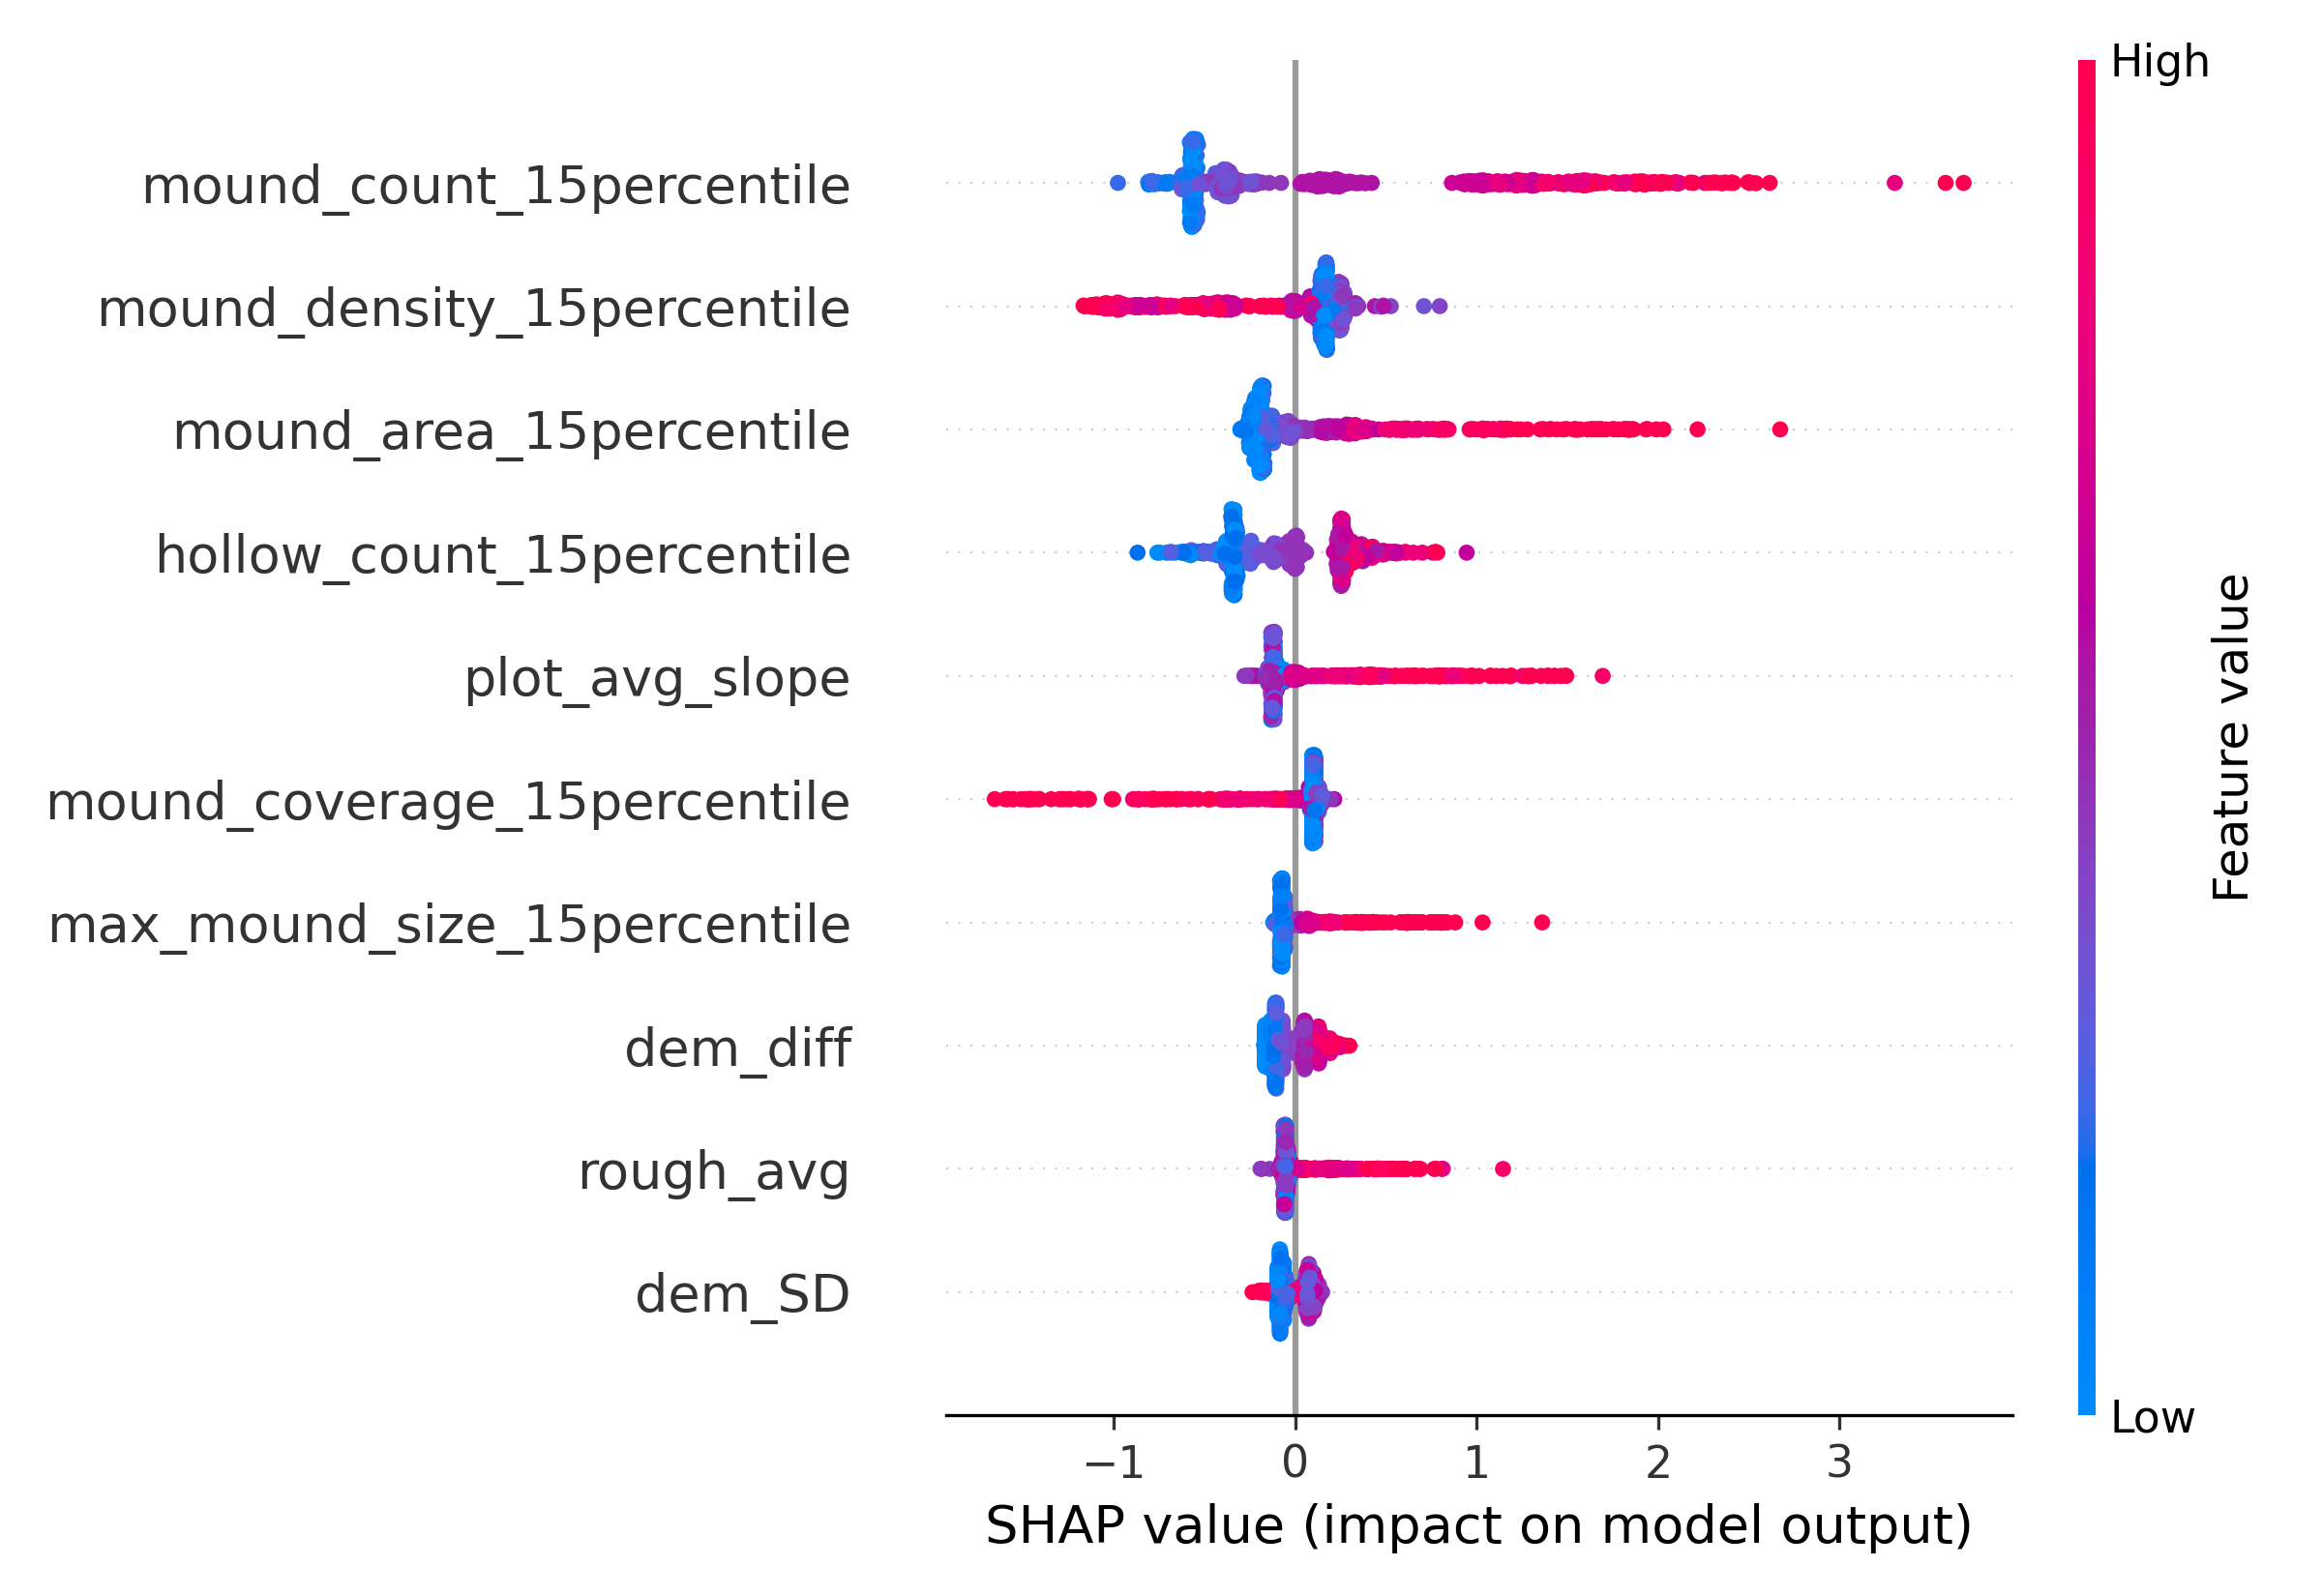 High
mound_count_15percentile
mound_density_15percentile
mound_area_15percentile
hollow_count_15percentile
plot_avg_slope
mound_coverage_15percentile
max_mound_size_15percentile
dem_diff
rough_avg
dem_SD
Feature value
Low
−1 0 1 2 3
SHAP value (impact on model output)